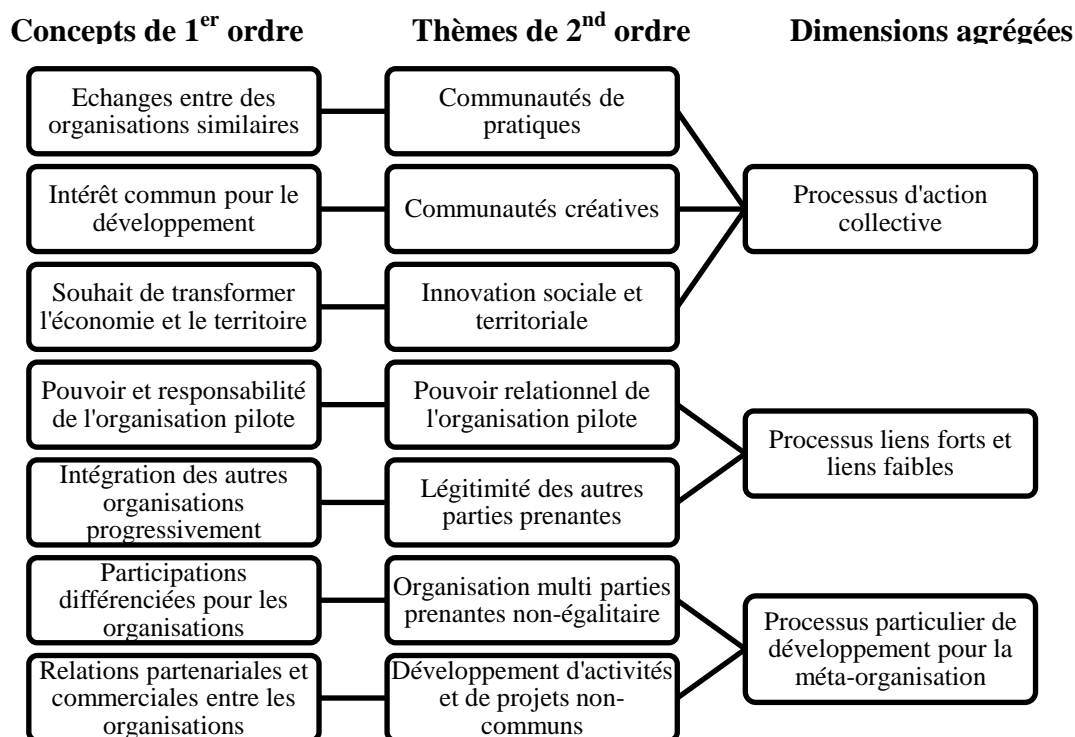 Concepts de 1er ordre
Thèmes de 2nd ordre
Dimensions agrégées
Echanges entre des
organisations similaires
Communautés de
pratiques
Intérêt commun pour le
développement
Communautés créatives
Processus d'action
collective
Souhait de transformer
l'économie et le territoire
Innovation sociale et
territoriale
Pouvoir et responsabilité
de l'organisation pilote
Pouvoir relationnel de
l'organisation pilote
Processus liens forts et
liens faibles
Intégration des autres
organisations
progressivement
Légitimité des autres
parties prenantes
Participations
différenciées pour les
organisations
Organisation multi parties
prenantes non-égalitaire
Processus particulier de
développement pour la
méta-organisation
Relations partenariales et
commerciales entre les
organisations
Développement d'activités
et de projets non-
communs